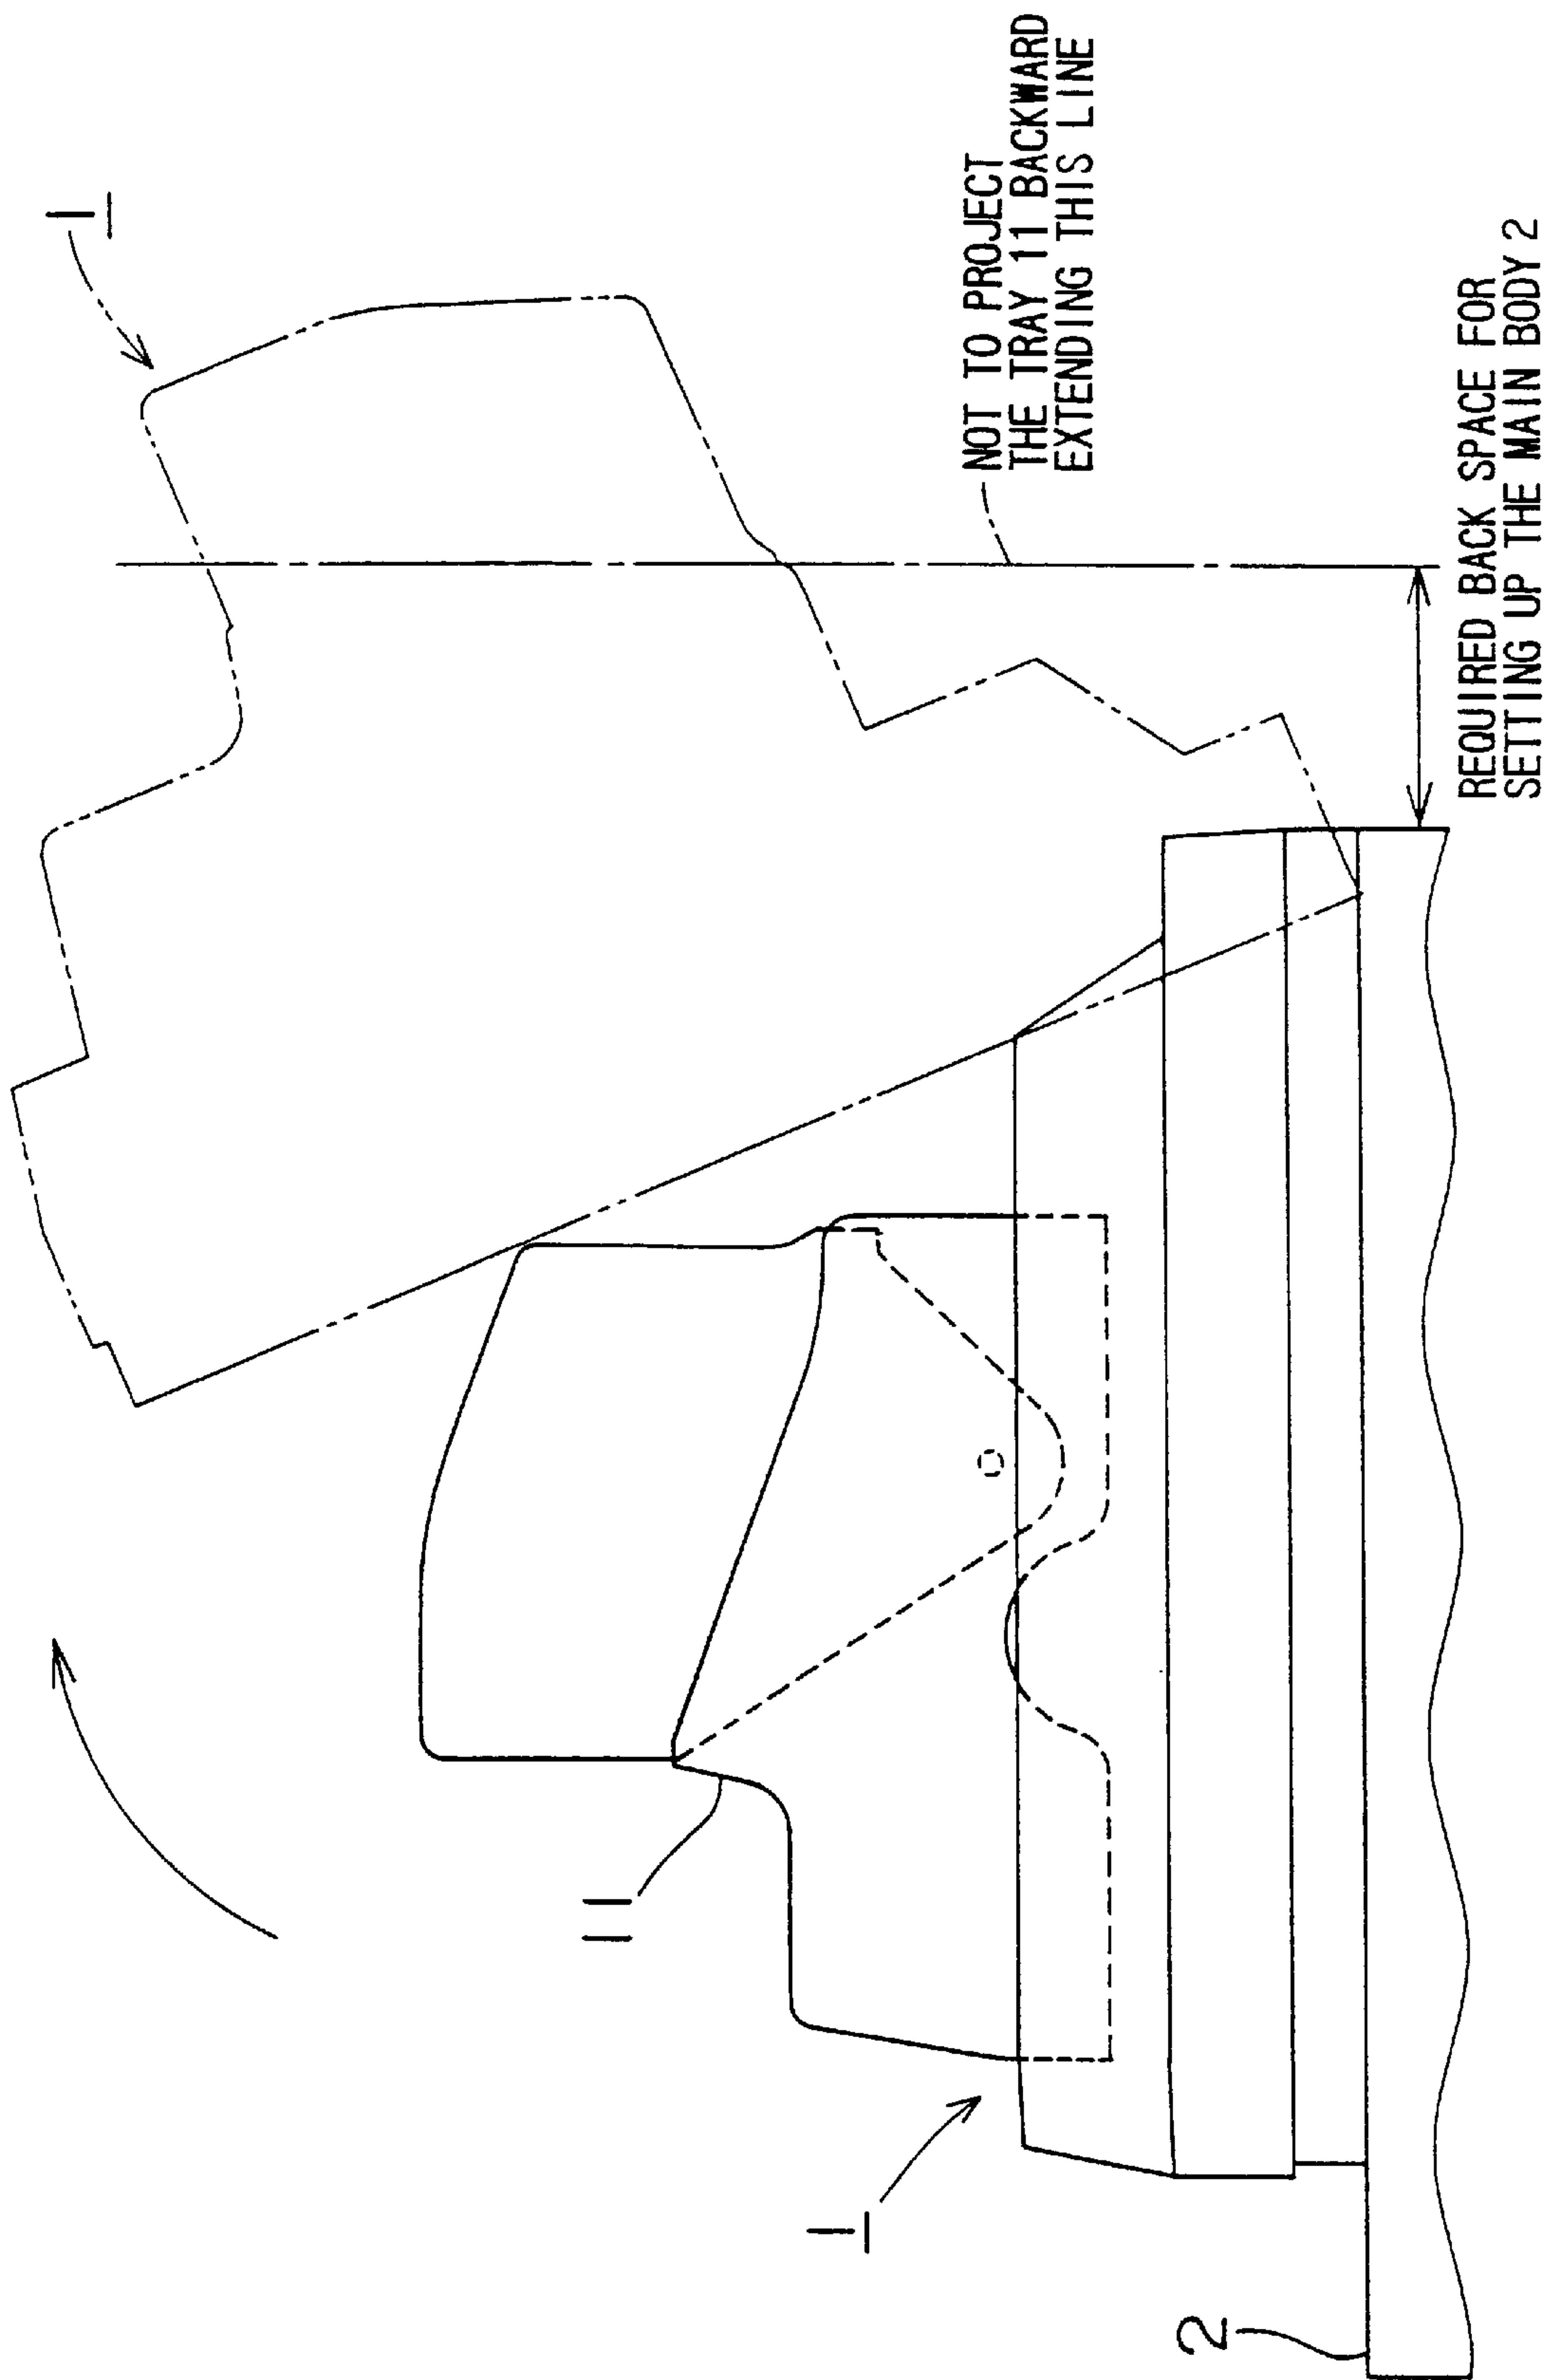 1
NOT TO PROJECT
THE TRAY 11 BACKWARD
EXTENDING THIS LINE
REQUIRED BACK SPACE FOR
SETTING UP THE MAIN BODY 2
11
1
2